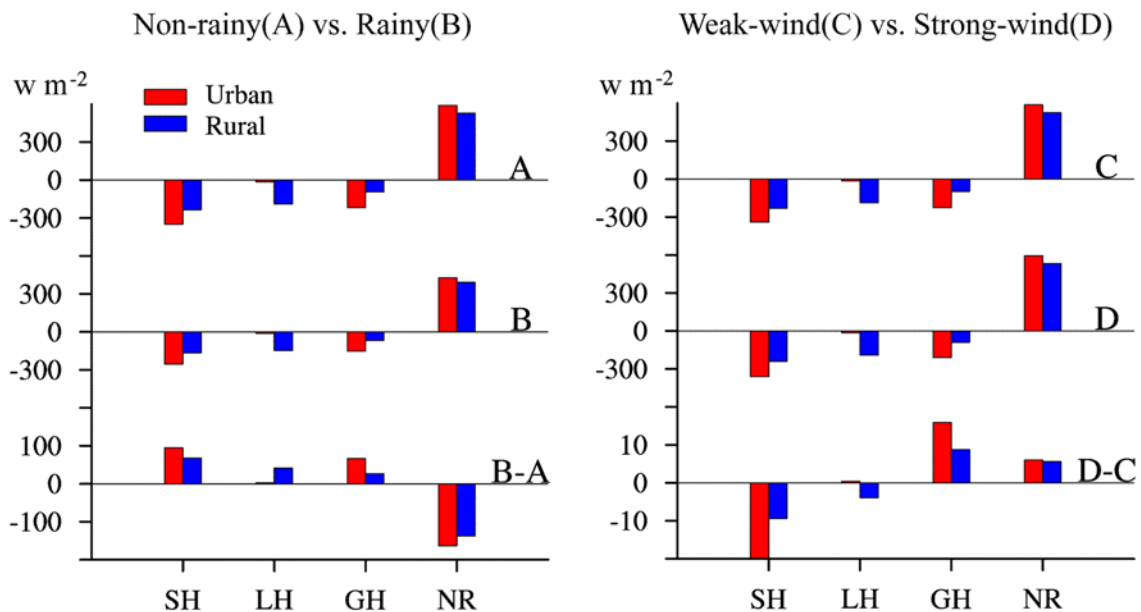 Non-rainy(A) vs. Rainy(B)
Weak-wind(C) vs. Strong-wind(D)
w m-2
Urban
Rural
300
0
-300
A
300
0
-300
B
100
0
-100
B-A
SH LH GH NR
w m-2
300
0
-300
C
300
0
-300
D
10
0
-10
D-C
SH LH GH NR